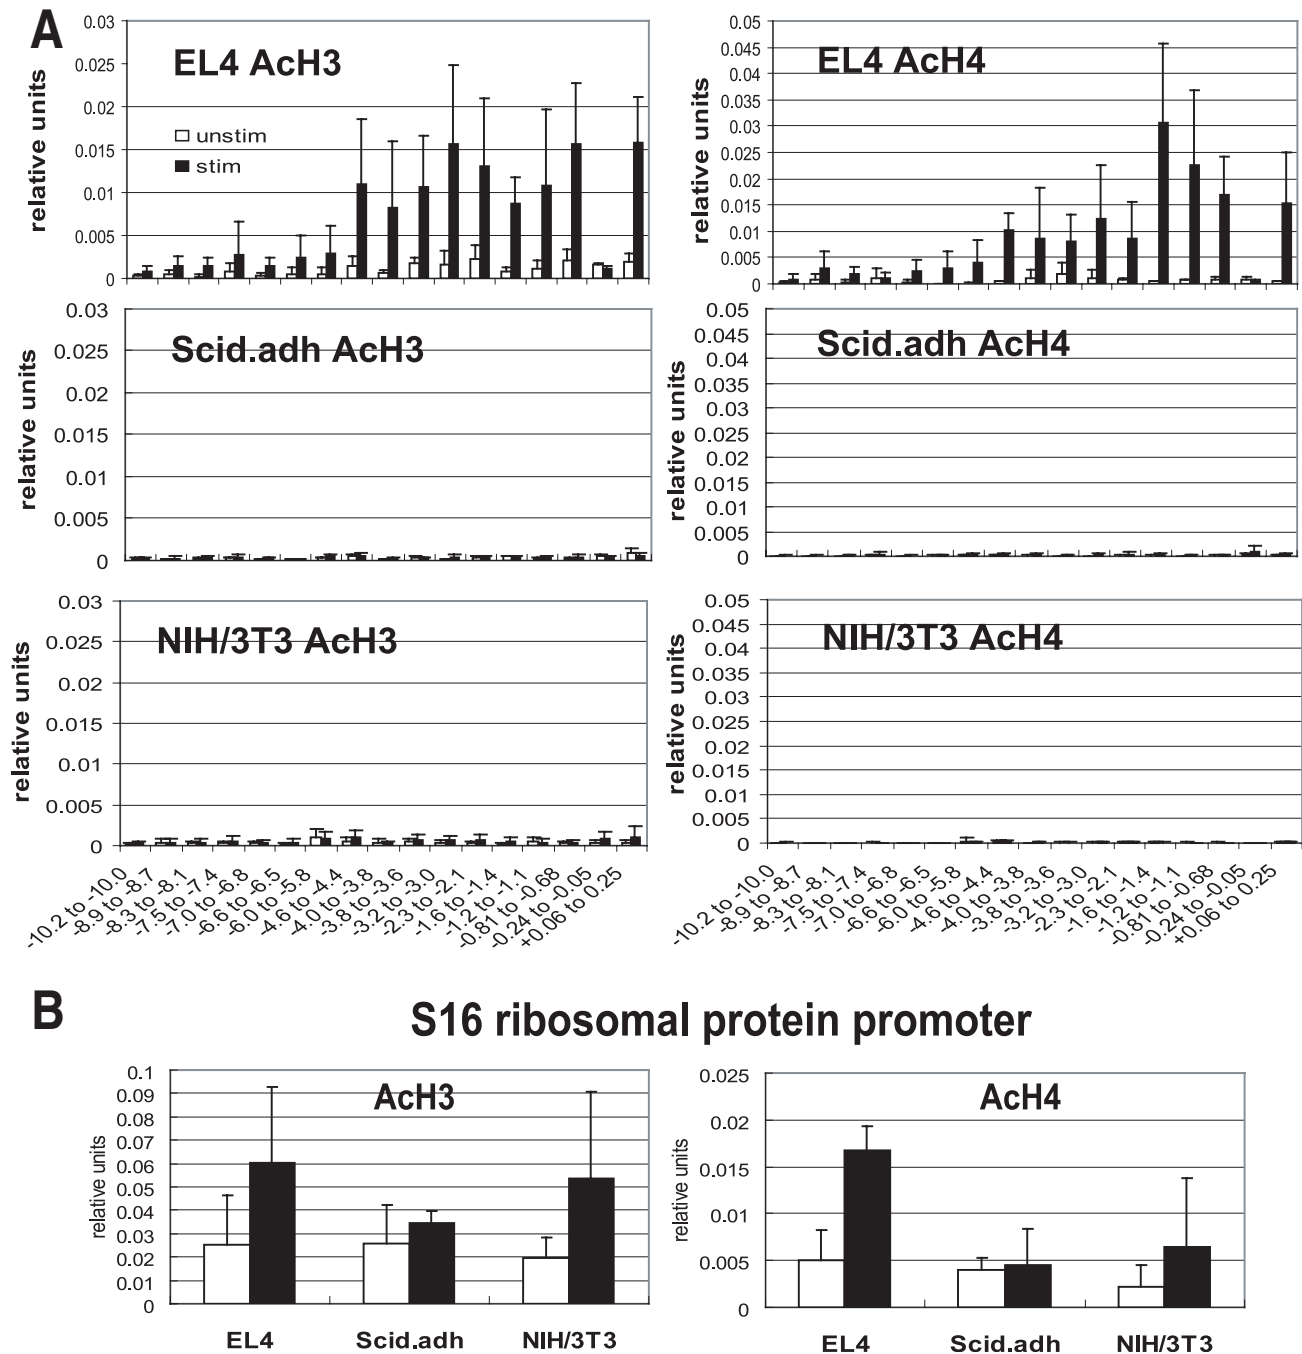 A
EL4 AcH3
relative units
0.03
0.025
0.02
0.015
0.01
0.005
0
unstim
stim
EL4 AcH4
relative units
0.05
0.045
0.04
0.035
0.03
0.025
0.02
0.015
0.01
0.005
0
Scid.adh AcH3
relative units
0.03
0.025
0.02
0.015
0.01
0.005
0
Scid.adh AcH4
relative units
0.05
0.045
0.04
0.035
0.03
0.025
0.02
0.015
0.01
0.005
0
NIH/3T3 AcH3
relative units
0.03
0.025
0.02
0.015
0.01
0.005
0
-10.2 to -10.0
-8.9 to -8.7
-8.3 to -8.1
-7.5 to -7.4
-7.0 to -6.8
-6.6 to -6.5
-6.0 to -5.8
-4.6 to -4.4
-4.0 to -3.8
-3.8 to -3.6
-3.2 to -3.0
-2.3 to -2.1
-1.6 to -1.4
-1.2 to -1.1
-0.81 to -0.68
-0.24 to -0.05
+0.06 to 0.25
NIH/3T3 AcH4
relative units
0.05
0.045
0.04
0.035
0.03
0.025
0.02
0.015
0.01
0.005
0
-10.2 to -10.0
-8.9 to -8.7
-8.3 to -8.1
-7.5 to -7.4
-7.0 to -6.8
-6.6 to -6.5
-6.0 to -5.8
-4.6 to -4.4
-4.0 to -3.8
-3.8 to -3.6
-3.2 to -3.0
-2.3 to -2.1
-1.6 to -1.4
-1.2 to -1.1
-0.81 to -0.68
-0.24 to -0.05
+0.06 to 0.25
B
S16 ribosomal protein promoter
AcH3
relative units
0.1
0.09
0.08
0.07
0.06
0.05
0.04
0.03
0.02
0.01
0
EL4 Scid.adh NIH/3T3
AcH4
relative units
0.025
0.02
0.015
0.01
0.005
0
EL4 Scid.adh NIH/3T3